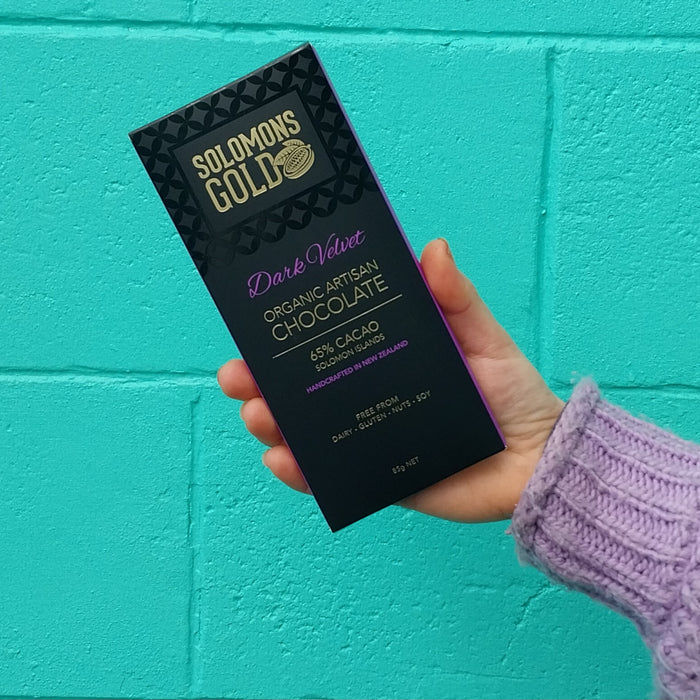 SOLOMONS
GOLD
Dark Velvet
ORGANIC ARTISAN
CHOCOLATE
65% CACAO
SOLOMON ISLANDS
HANDCRAFTED IN NEW ZEALAND
FREE FROM
DAIRY - GLUTEN - NUTS - SOY
85g NET